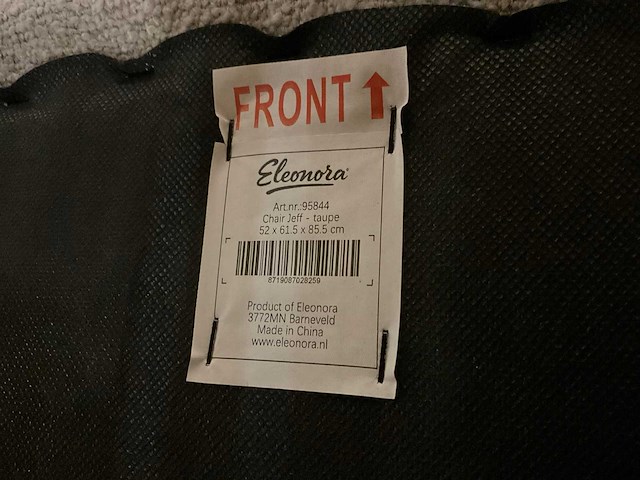 FRONT ↑
Eleonora®
Art.nr.:95844
Chair Jeff - taupe
52 x 61.5 x 85.5 cm
8719087028259
Product of Eleonora
3772MN Barneveld
Made in China
www.eleonora.nl